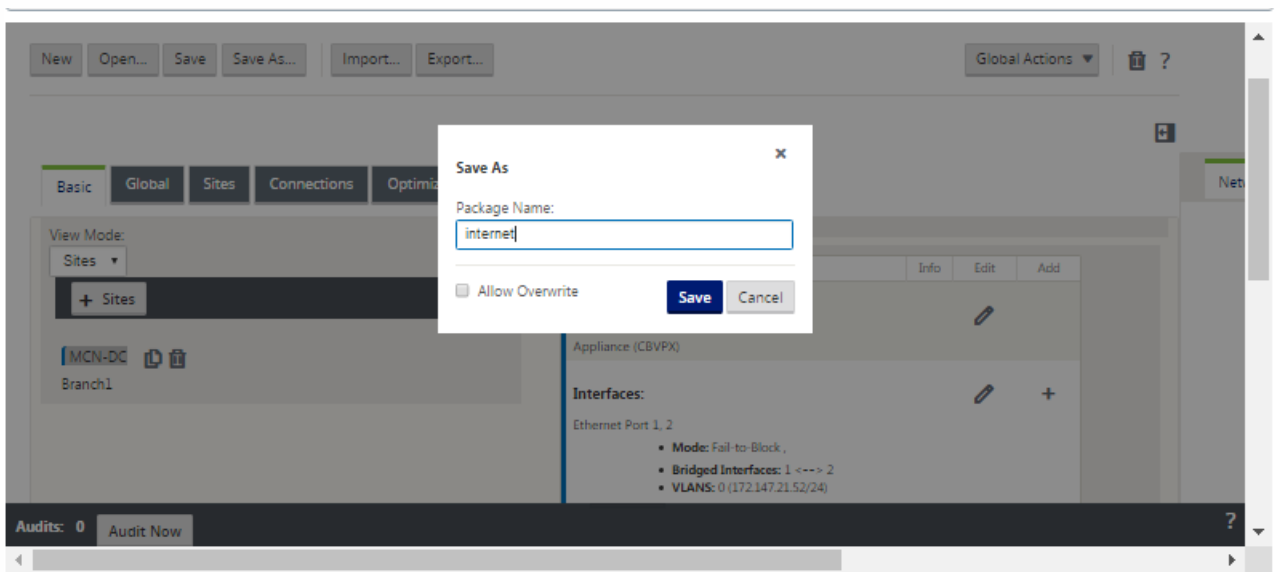 New Open... Save Save As... Import... Export... Global Actions ?
Save As
Basic Global Sites Connections
Package Name:
internet
View Mode:
Sites
Info Edit Add
+ Sites
Allow Overwrite Save Cancel
MCN-DC
Appliance (CBVPX)
Branch1
Interfaces: +
Ethernet Port 1, 2
• Mode: Fail-to-Block ,
• Bridged Interfaces: 1 <--> 2
• VLANS: 0 (172.147.21.52/24)
Audits: 0 Audit Now ?